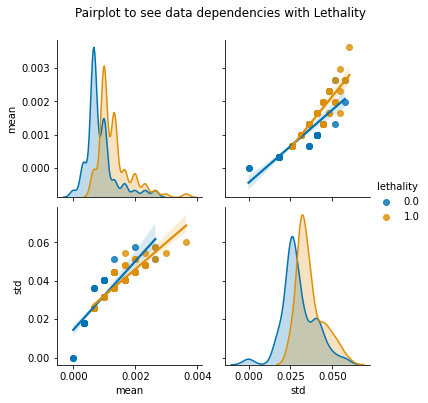 Pairplot to see data dependencies with Lethality
0.003
0.002
0.001
0.000
mean
lethality
0.0
1.0
0.06
0.04
0.02
0.00
std
0.000 0.002 0.004
mean
0.000 0.025 0.050
std